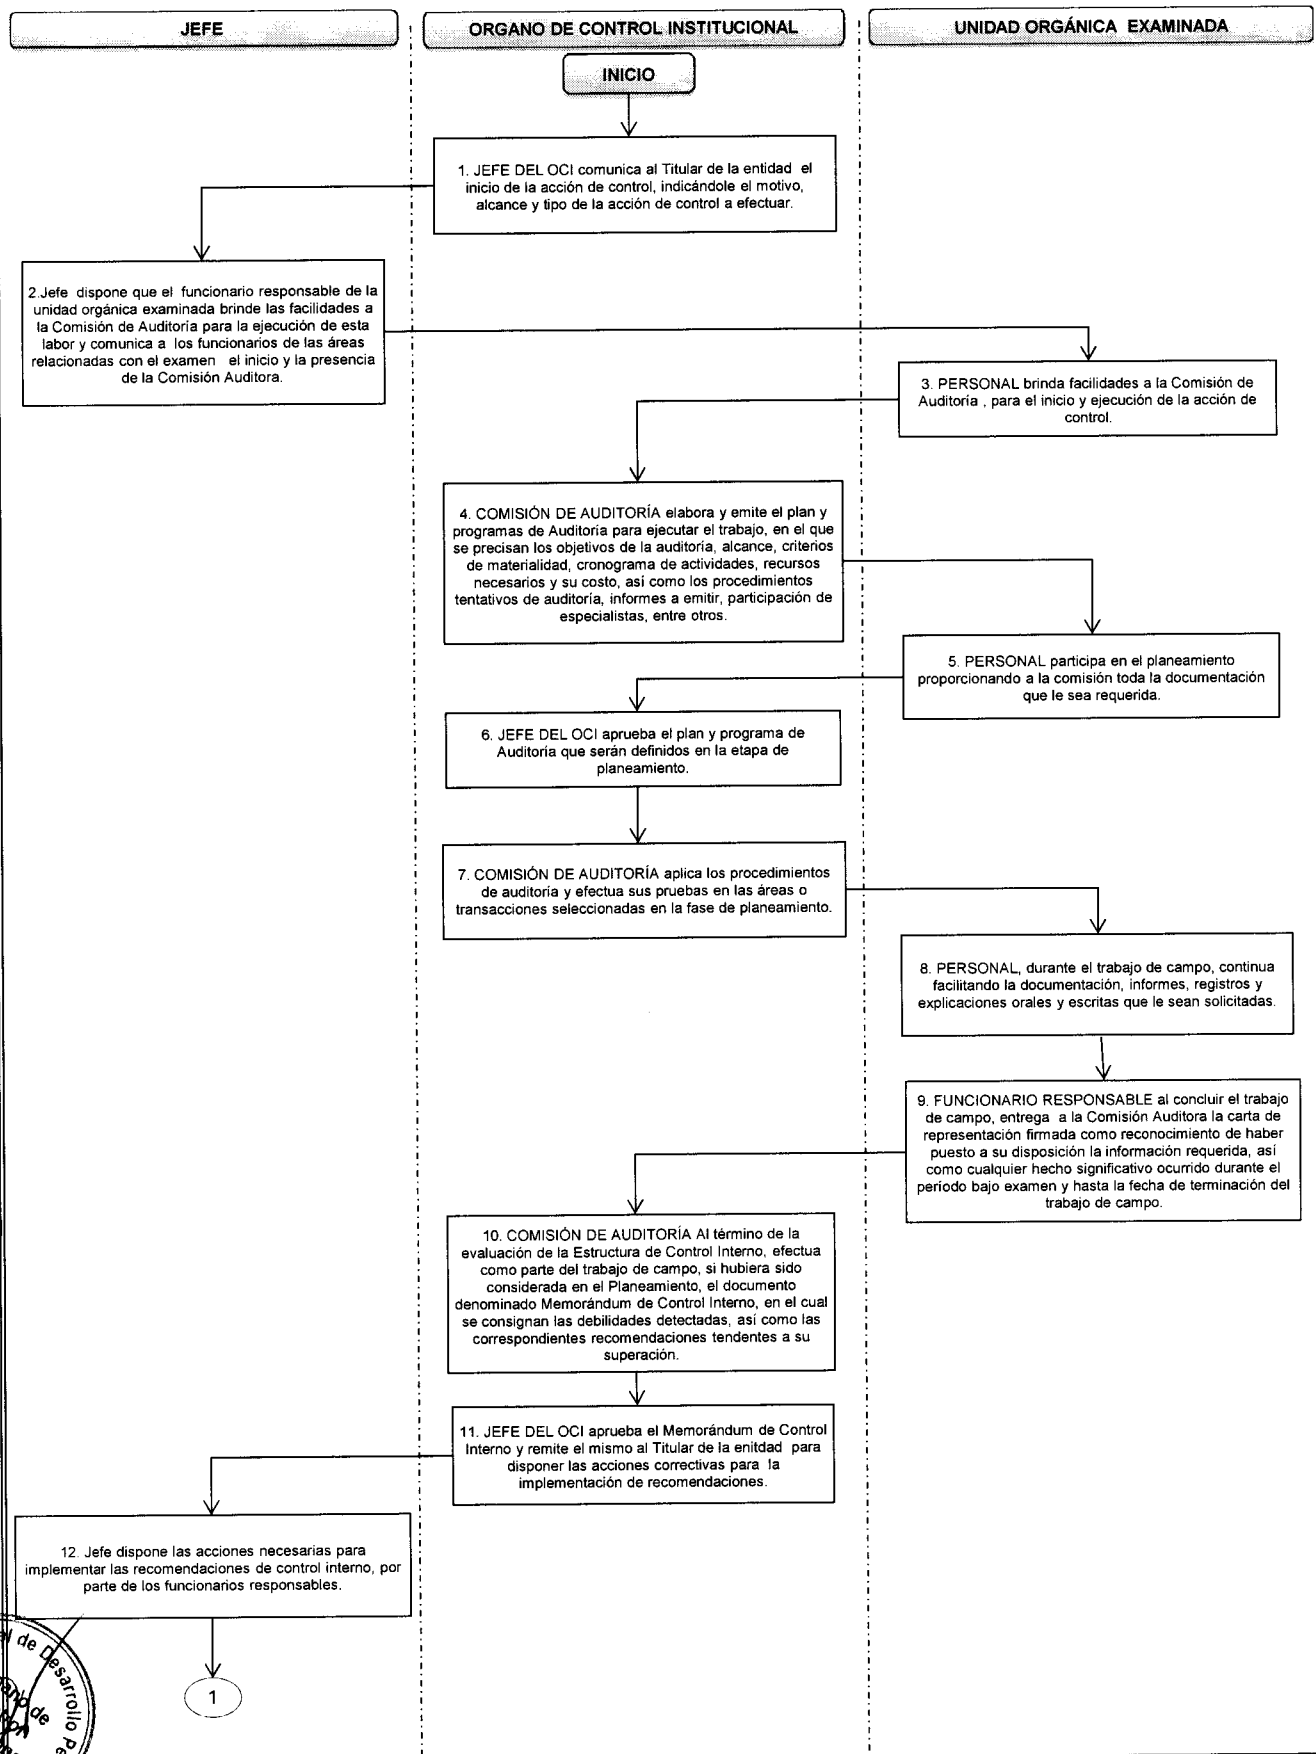 JEFE
ORGANO DE CONTROL INSTITUCIONAL
UNIDAD ORGÁNICA EXAMINADA
INICIO
1. JEFE DEL OCI comunica al Titular de la entidad el
inicio de la acción de control, indicándole el motivo,
alcance y tipo de la acción de control a efectuar.
2.Jefe dispone que el funcionario responsable de la
unidad orgánica examinada brinde las facilidades a
la Comisión de Auditoría para la ejecución de esta
labor y comunica a los funcionarios de las áreas
relacionadas con el examen el inicio y la presencia
de la Comisión Auditora.
3. PERSONAL brinda facilidades a la Comisión de
Auditoría , para el inicio y ejecución de la acción de
control.
4. COMISIÓN DE AUDITORÍA elabora y emite el plan y
programas de Auditoría para ejecutar el trabajo, en el que
se precisan los objetivos de la auditoría, alcance, criterios
de materialidad, cronograma de actividades, recursos
necesarios y su costo, así como los procedimientos
tentativos de auditoría, informes a emitir, participación de
especialistas, entre otros.
5. PERSONAL participa en el planeamiento
proporcionando a la comisión toda la documentación
que le sea requerida.
6. JEFE DEL OCI aprueba el plan y programa de
Auditoría que serán definidos en la etapa de
planeamiento.
7. COMISIÓN DE AUDITORÍA aplica los procedimientos
de auditoría y efectua sus pruebas en las áreas o
transacciones seleccionadas en la fase de planeamiento.
8. PERSONAL, durante el trabajo de campo, continua
facilitando la documentación, informes, registros y
explicaciones orales y escritas que le sean solicitadas.
9. FUNCIONARIO RESPONSABLE al concluir el trabajo
de campo, entrega a la Comisión Auditora la carta de
representación firmada como reconocimiento de haber
puesto a su disposición la información requerida, así
como cualquier hecho significativo ocurrido durante el
período bajo examen y hasta la fecha de terminación del
trabajo de campo.
10. COMISIÓN DE AUDITORÍA Al término de la
evaluación de la Estructura de Control Interno, efectua
como parte del trabajo de campo, si hubiera sido
considerada en el Planeamiento, el documento
denominado Memorándum de Control Interno, en el cual
se consignan las debilidades detectadas, así como las
correspondientes recomendaciones tendentes a su
superación.
11. JEFE DEL OCI aprueba el Memorándum de Control
Interno y remite el mismo al Titular de la enitdad para
disponer las acciones correctivas para la
implementación de recomendaciones.
12. Jefe dispone las acciones necesarias para
implementar las recomendaciones de control interno, por
parte de los funcionarios responsables.
1
de Desarrollo